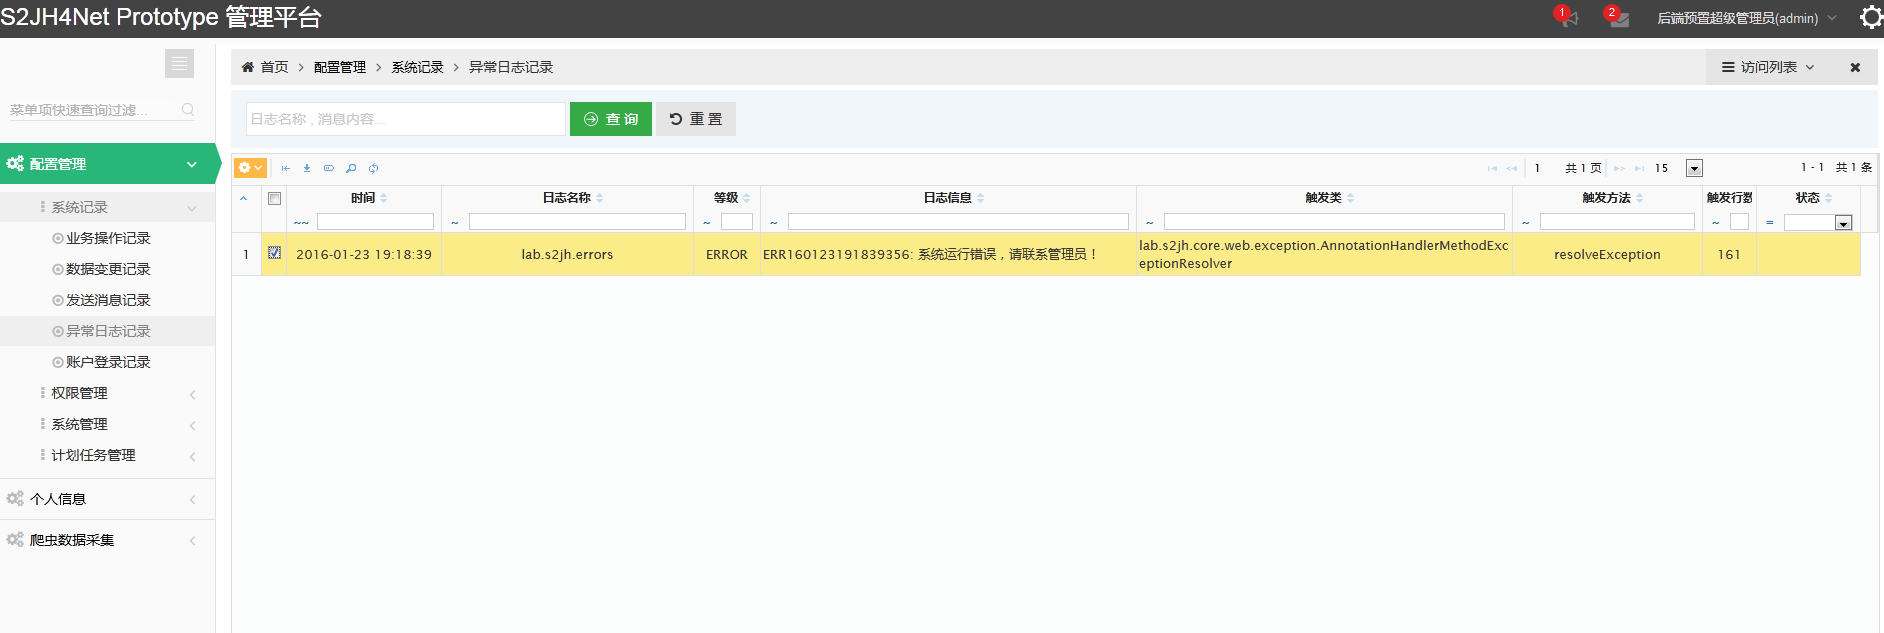 S2JH4Net Prototype 管理平台
1
2
后端预置超级管理员(admin)
菜单项快速查询过滤...
配置管理
系统记录
业务操作记录
数据变更记录
发送消息记录
异常日志记录
账户登录记录
权限管理
系统管理
计划任务管理
个人信息
爬虫数据采集
首页 > 配置管理 > 系统记录 > 异常日志记录
访问列表
日志名称 , 消息内容...
查 询
重 置
1 共 1 页 15
1 - 1 共 1 条
时间 日志名称 等级 日志信息 触发类 触发方法 触发行数 状态
~~ ~ ~ ~ ~ ~ ~ =
1 2016-01-23 19:18:39 lab.s2jh.errors ERROR ERR160123191839356: 系统运行错误，请联系管理员！ lab.s2jh.core.web.exception.AnnotationHandlerMethodExc
eptionResolver
resolveException 161